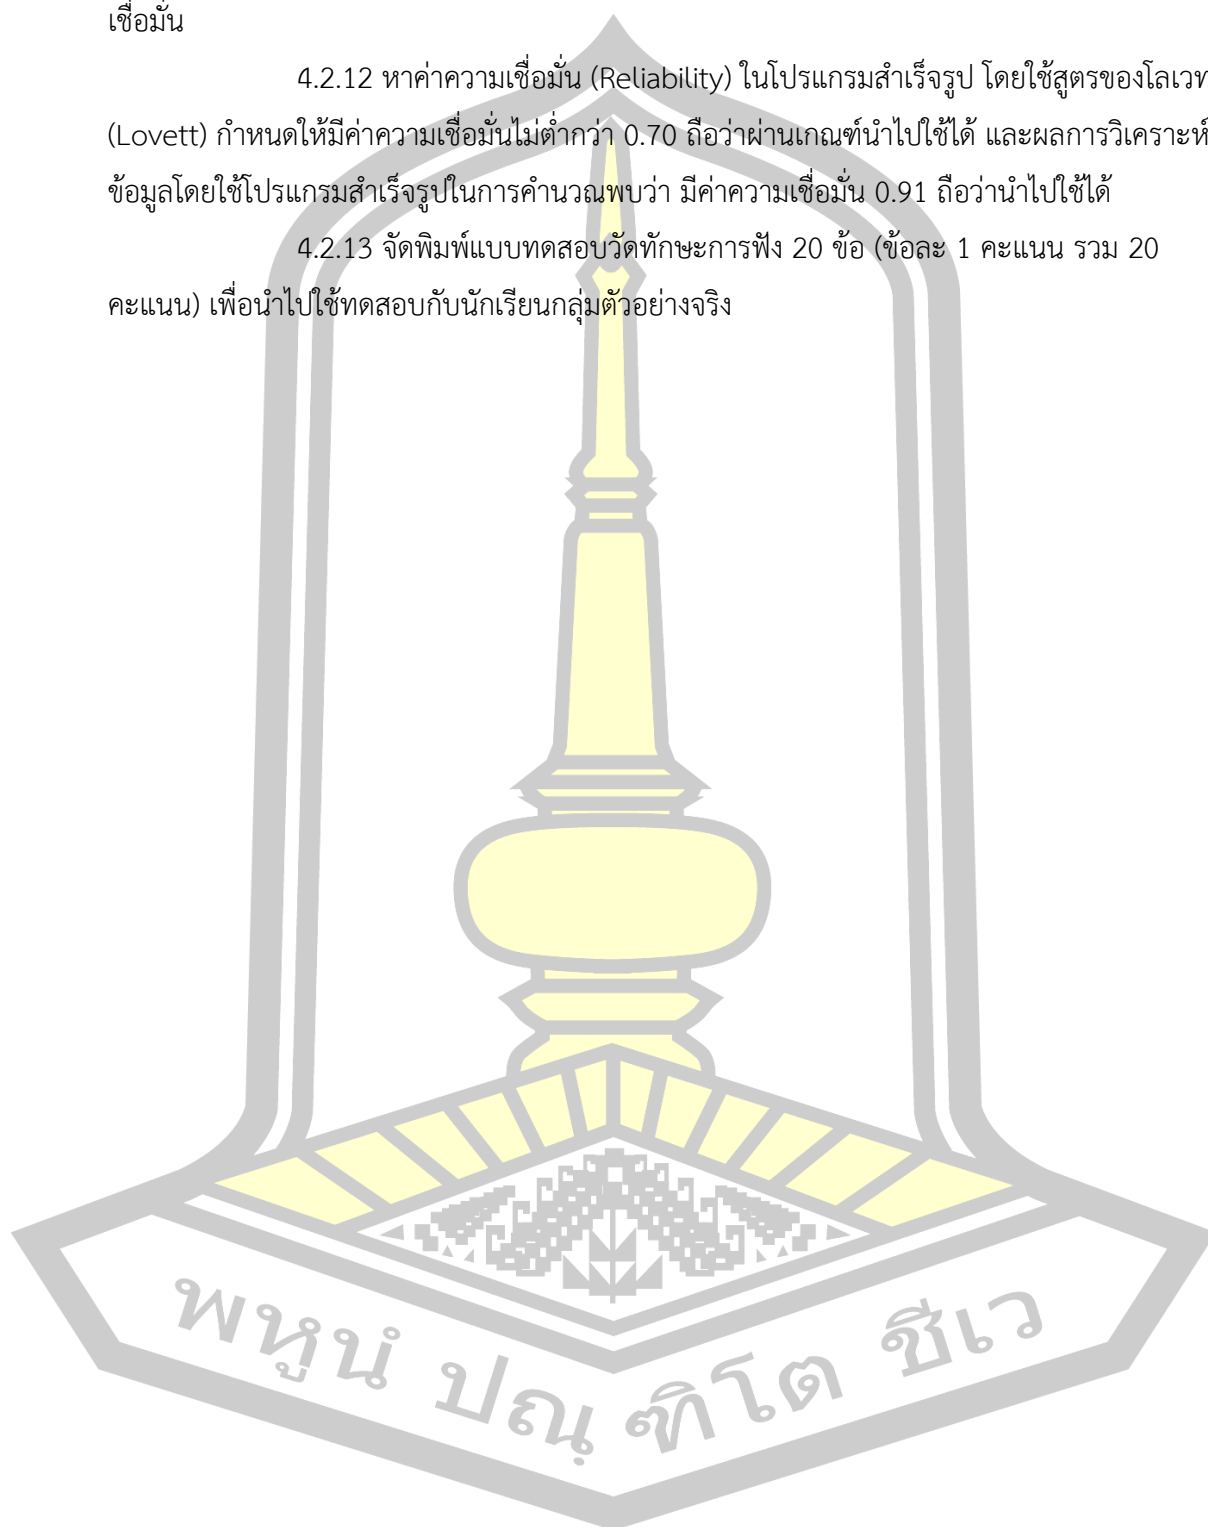 เชื่อมั่น
4.2.12 หาค่าความเชื่อมั่น (Reliability) ในโปรแกรมสำเร็จรูป โดยใช้สูตรของโลเวท
(Lovett) กำหนดให้มีค่าความเชื่อมั่นไม่ต่ำกว่า 0.70 ถือว่าผ่านเกณฑ์นำไปใช้ได้ และผลการวิเคราะห์
ข้อมูลโดยใช้โปรแกรมสำเร็จรูปในการคำนวณพบว่า มีค่าความเชื่อมั่น 0.91 ถือว่านำไปใช้ได้
4.2.13 จัดพิมพ์แบบทดสอบวัดทักษะการฟัง 20 ข้อ (ข้อละ 1 คะแนน รวม 20
คะแนน) เพื่อนำไปใช้ทดสอบกับนักเรียนกลุ่มตัวอย่างจริง
พหูนํ ปณฺฑิโต ชีเว